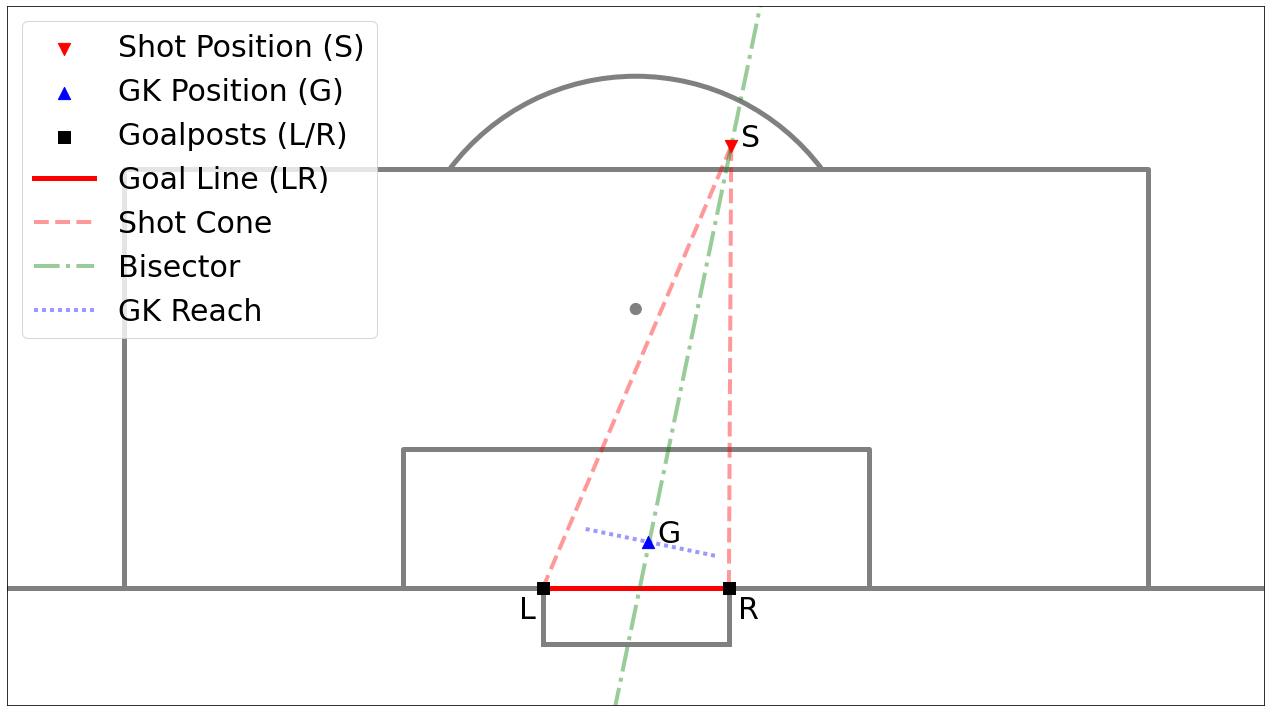 Shot Position (S)
GK Position (G)
Goalposts (L/R)
Goal Line (LR)
Shot Cone
Bisector
GK Reach
S
G
L
R